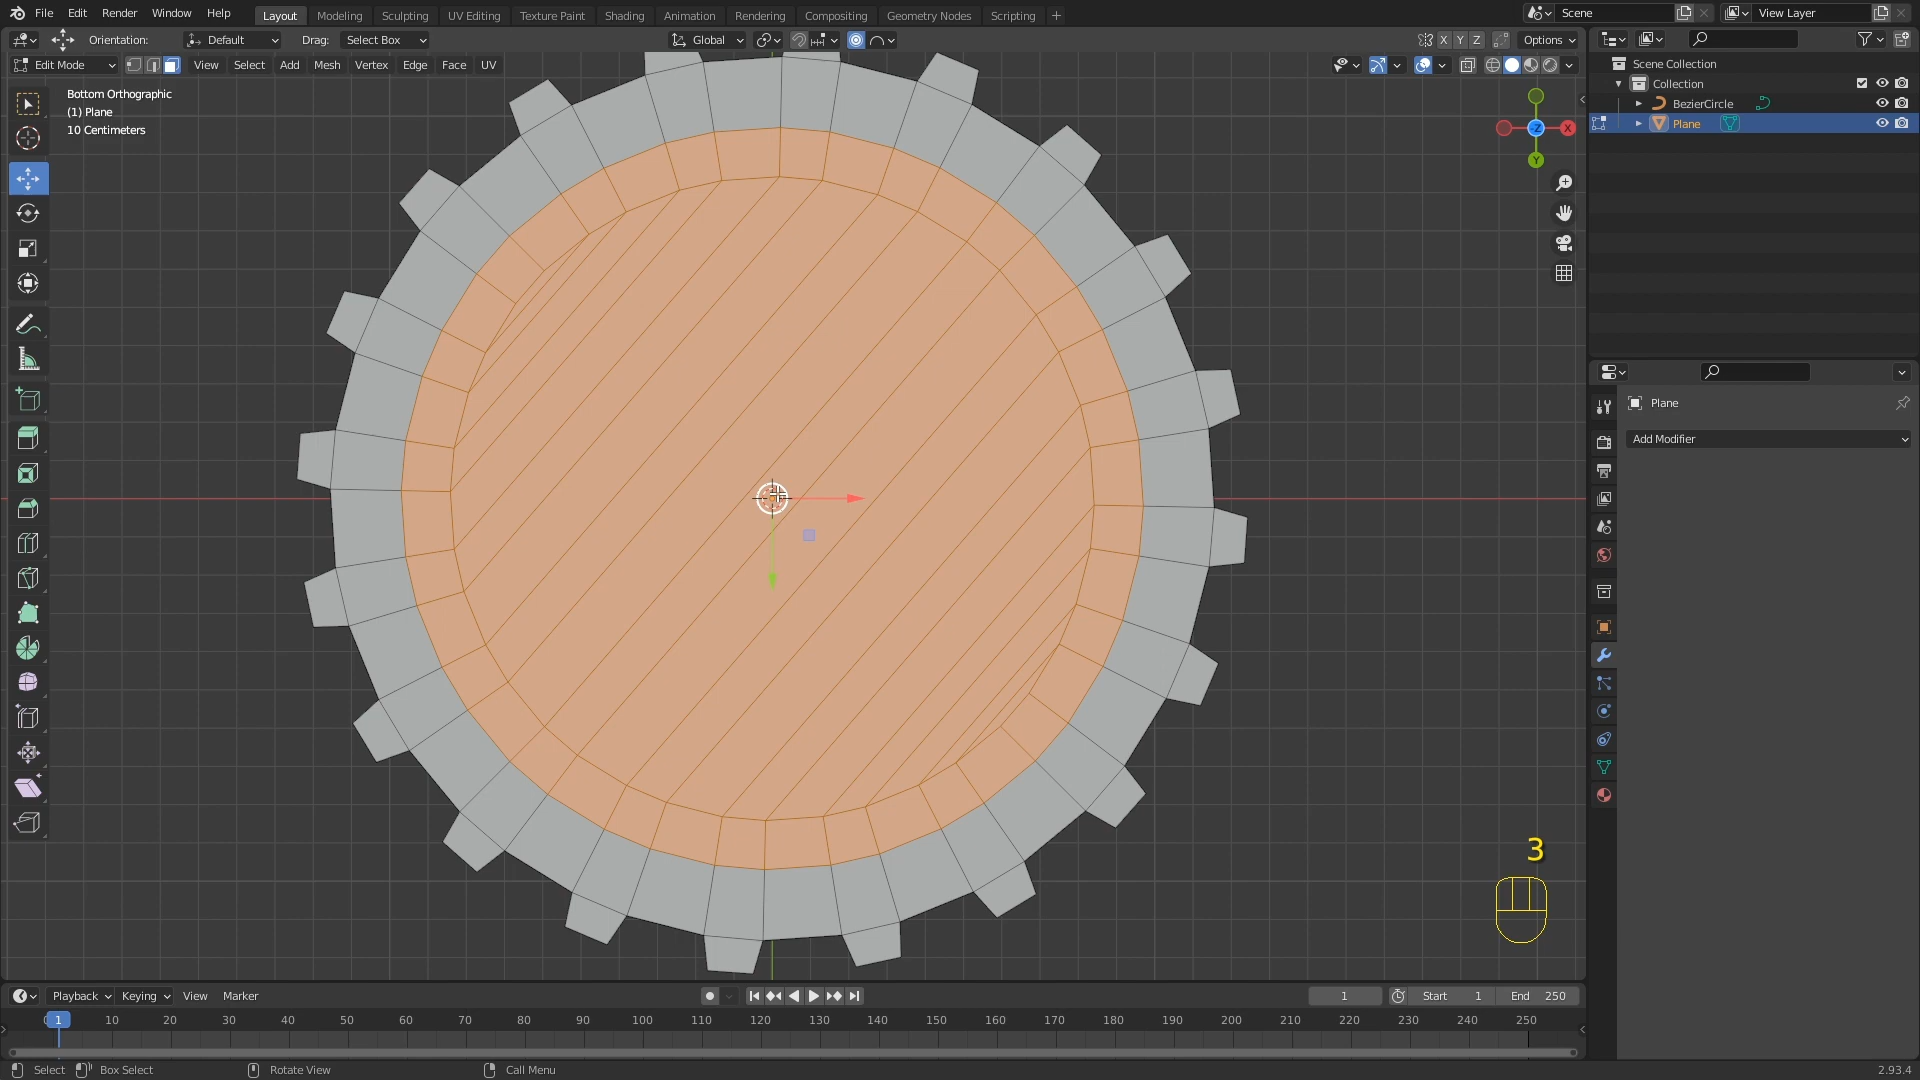 File Edit Render Window Help Layout Modeling Sculpting UV Editing Texture Paint Shading Animation Rendering Compositing Geometry Nodes Scripting + Scene View Layer
Orientation: Default Drag: Select Box Global X Y Z Options
Edit Mode View Select Add Mesh Vertex Edge Face UV
Scene Collection
Collection
BezierCircle
Plane
Bottom Orthographic
(1) Plane
10 Centimeters
X
-Z
Y
Plane
Add Modifier
3
Playback Keying View Marker 1 Start 1 End 250
1 10 20 30 40 50 60 70 80 90 100 110 120 130 140 150 160 170 180 190 200 210 220 230 240 250
Select Box Select Rotate View Call Menu 2.93.4